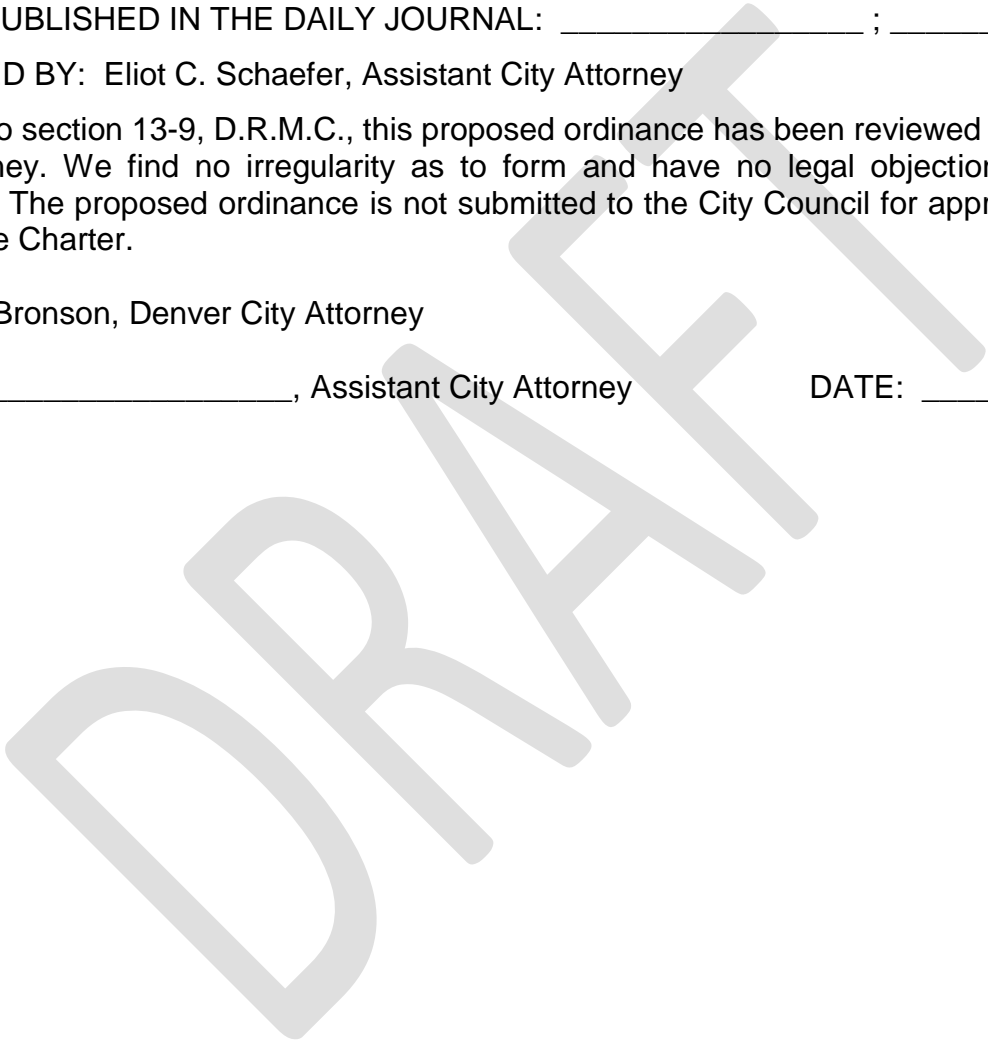 UBLISHED IN THE DAILY JOURNAL: _________________ ; ______
D BY: Eliot C. Schaefer, Assistant City Attorney
o section 13-9, D.R.M.C., this proposed ordinance has been reviewed
ney. We find no irregularity as to form and have no legal objection
. The proposed ordinance is not submitted to the City Council for appr
e Charter.
Bronson, Denver City Attorney
_________________, Assistant City Attorney DATE: ____
DRAFT